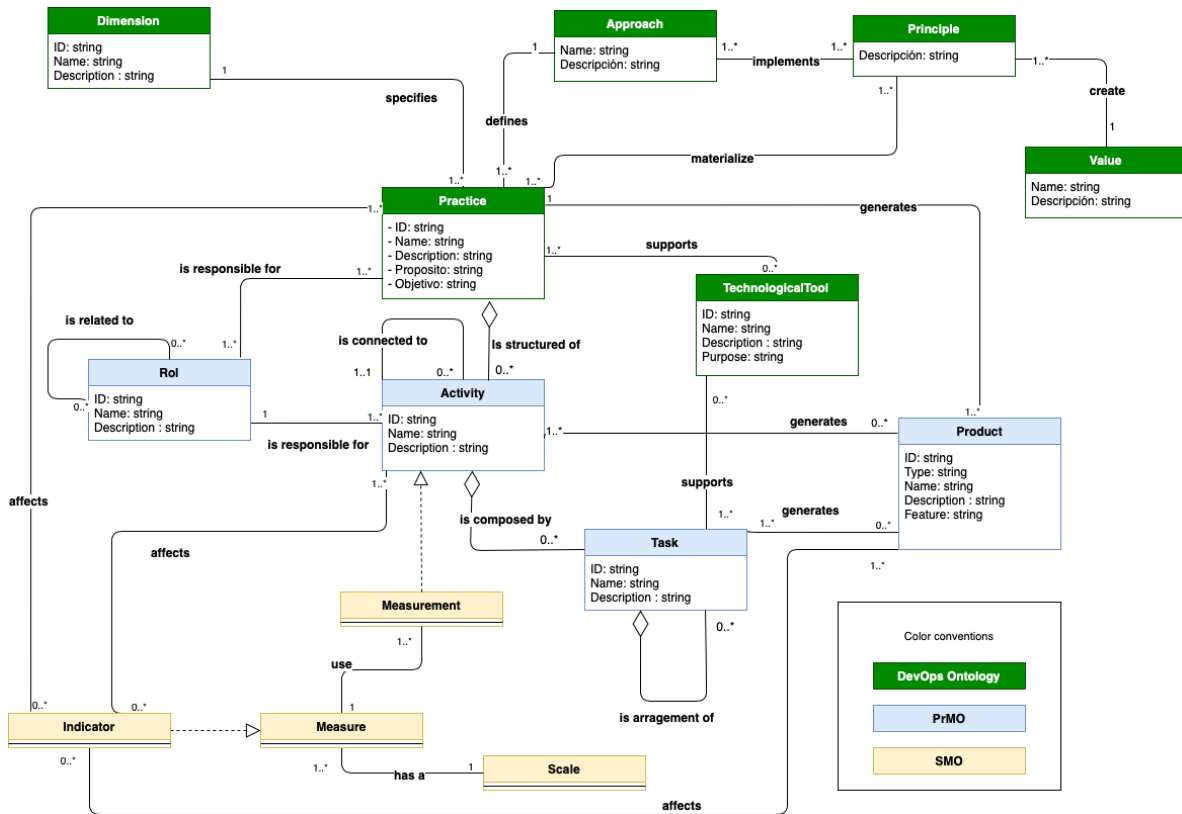 Dimension
ID: string
Name: string
Description : string
Approach
Name: string
Descripción: string
Principle
Descripción: string
1
specifies
1..*
1
defines
1..*
1..*
implements
1..*
1..*
create
1
1..*
materialize
1..*
Value
Name: string
Descripción: string
Practice
- ID: string
- Name: string
- Description: string
- Proposito: string
- Objetivo: string
1..*
1
generates
1..*
1..*
supports
0..*
is responsible for
1..*
1..*
TechnologicalTool
ID: string
Name: string
Description : string
Purpose: string
is related to
0..*
0..*
is connected to
1..1
0..*
Is structured of
0..*
Rol
ID: string
Name: string
Description : string
Activity
ID: string
Name: string
Description : string
1
1..*
is responsible for
1..*
generates
0..*
Product
ID: string
Type: string
Name: string
Description : string
Feature: string
0..*
supports
1..*
1..*
generates
0..*
affects
0..*
1..*
affects
0..*
is composed by
0..*
Task
ID: string
Name: string
Description : string
0..*
is arragement of
1..*
Measurement
1..*
use
1
Indicator
0..*
Measure
1..*
has a
1
Scale
affects
Color conventions
DevOps Ontology
PrMO
SMO